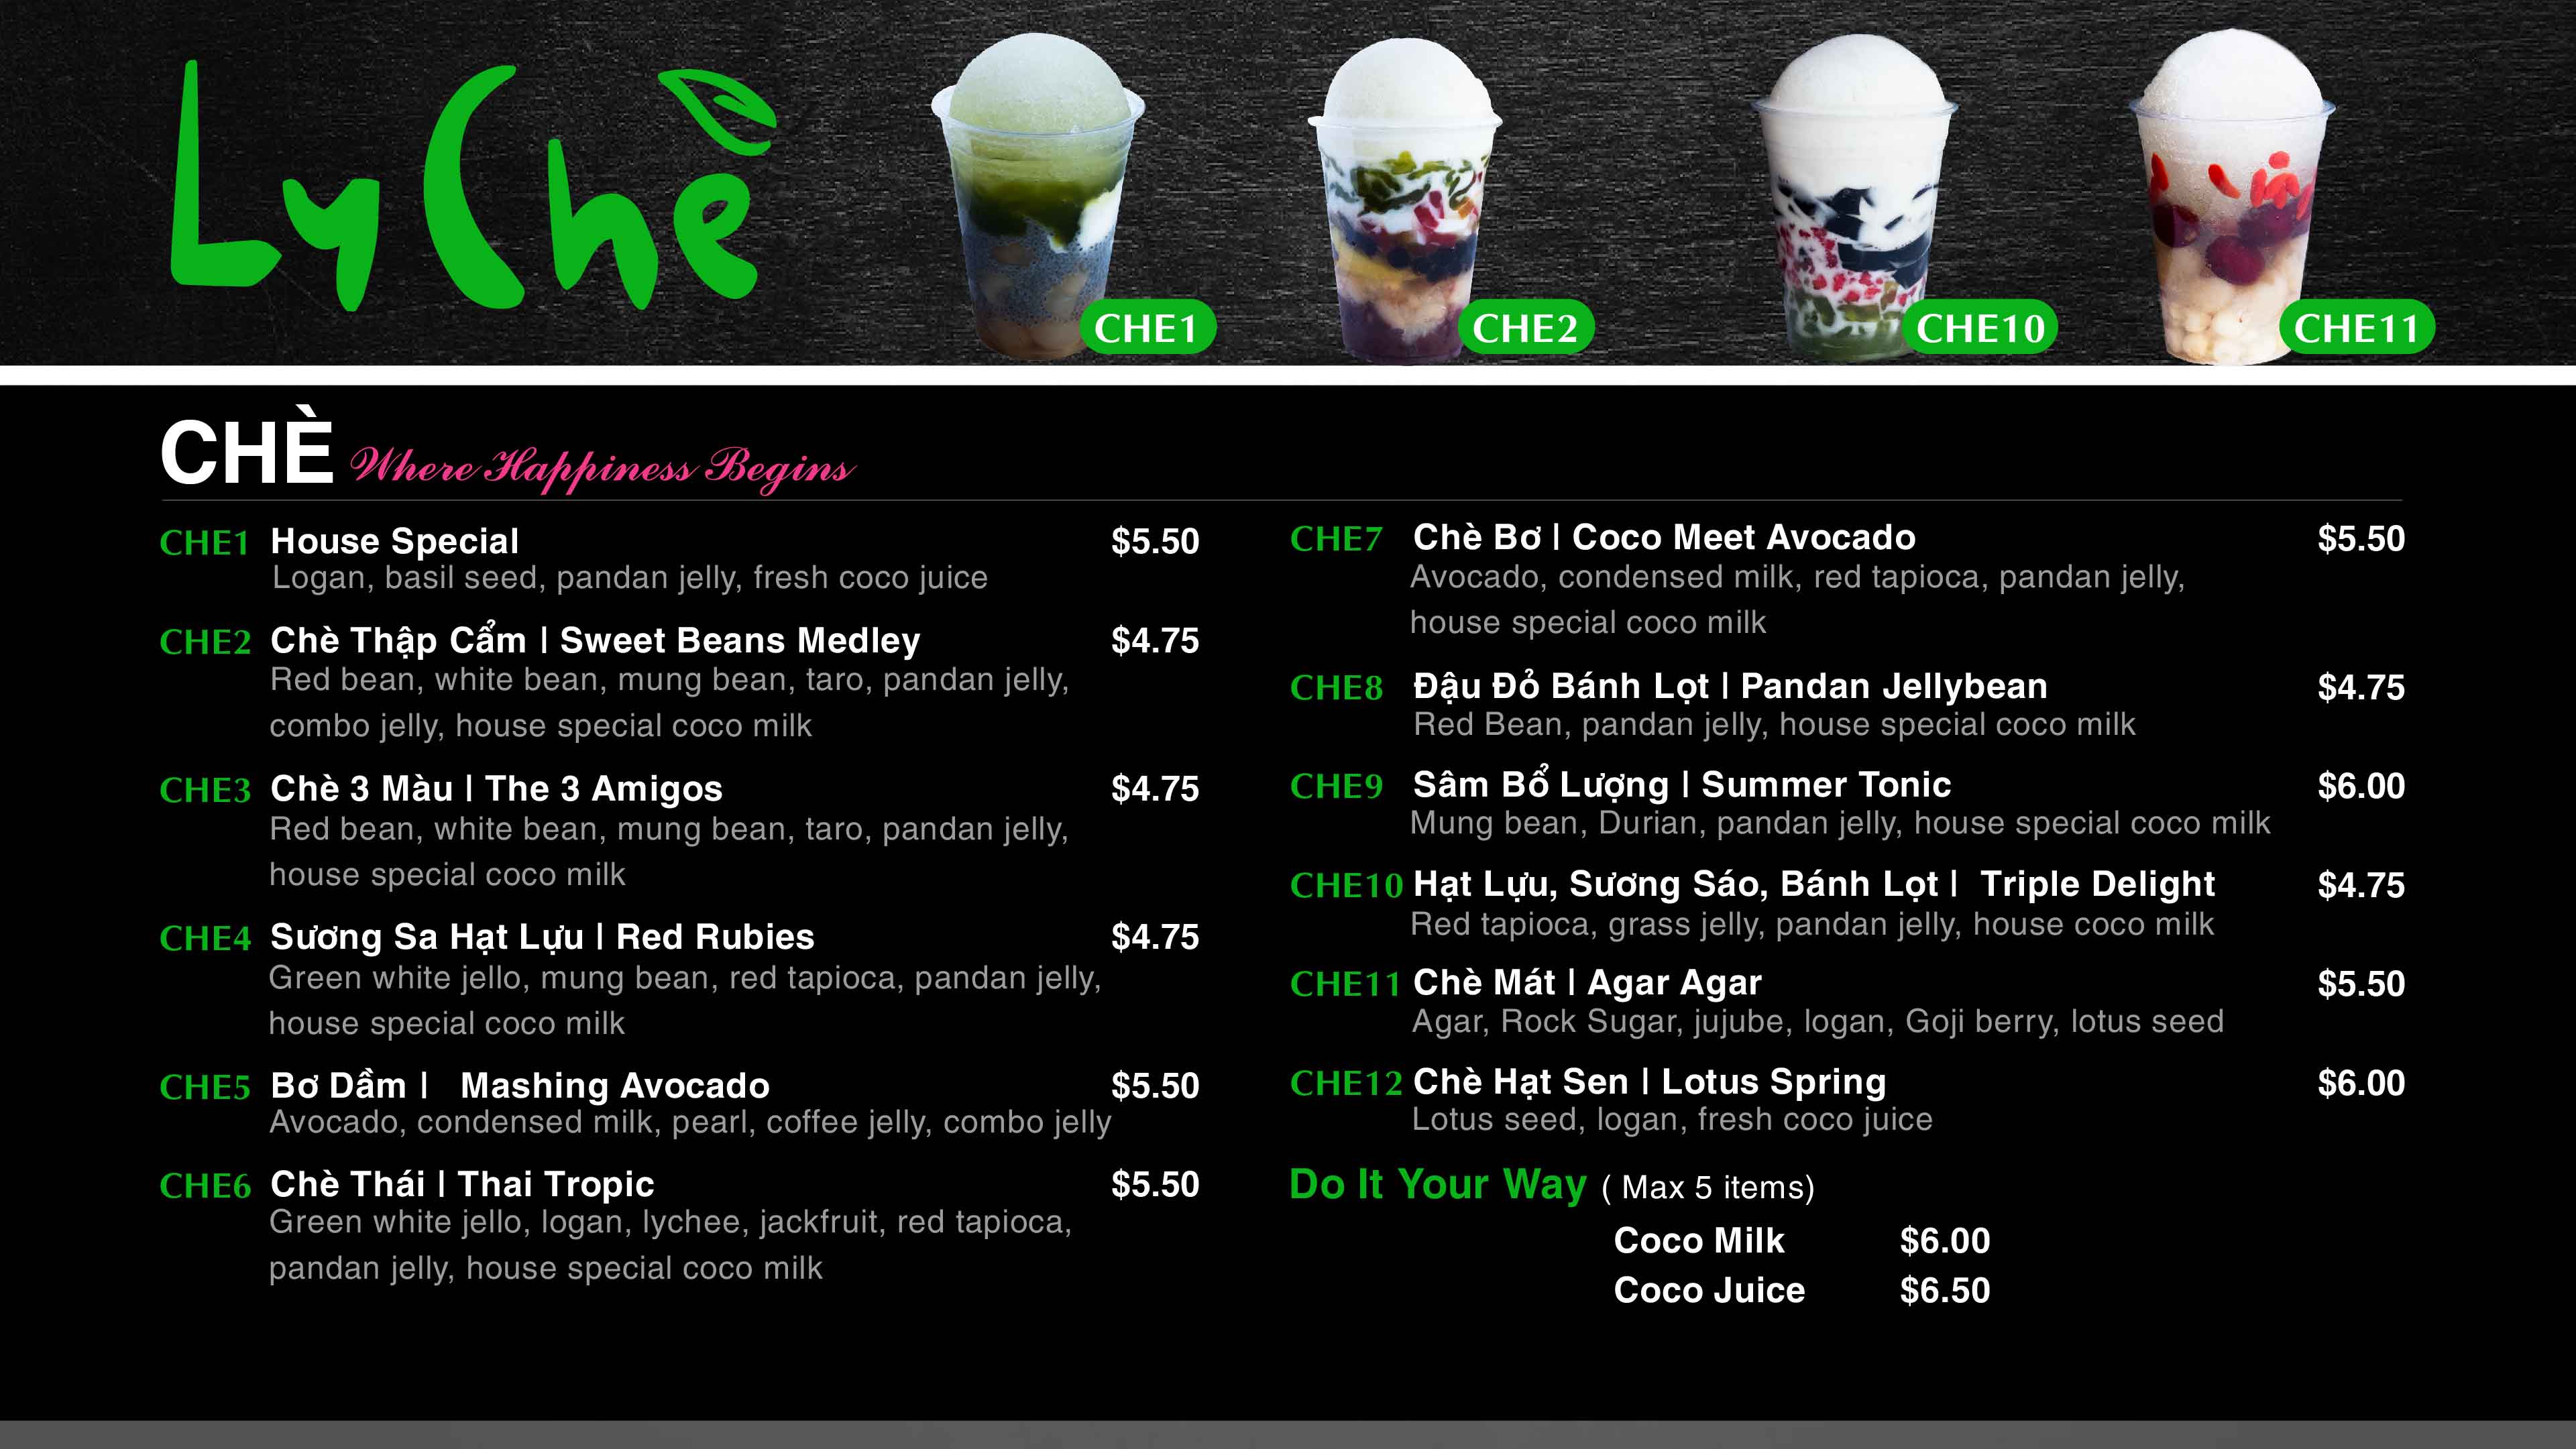 Ly Chè
CHE1
CHE2
CHE10
CHE11
CHÈ Where Happiness Begins
CHE1 House Special $5.50
Logan, basil seed, pandan jelly, fresh coco juice
CHE2 Chè Thập Cẩm | Sweet Beans Medley $4.75
Red bean, white bean, mung bean, taro, pandan jelly,
combo jelly, house special coco milk
CHE3 Chè 3 Màu | The 3 Amigos $4.75
Red bean, white bean, mung bean, taro, pandan jelly,
house special coco milk
CHE4 Sương Sa Hạt Lựu | Red Rubies $4.75
Green white jello, mung bean, red tapioca, pandan jelly,
house special coco milk
CHE5 Bơ Dầm | Mashing Avocado $5.50
Avocado, condensed milk, pearl, coffee jelly, combo jelly
CHE6 Chè Thái | Thai Tropic $5.50
Green white jello, logan, lychee, jackfruit, red tapioca,
pandan jelly, house special coco milk
CHE7 Chè Bơ | Coco Meet Avocado $5.50
Avocado, condensed milk, red tapioca, pandan jelly,
house special coco milk
CHE8 Đậu Đỏ Bánh Lọt | Pandan Jellybean $4.75
Red Bean, pandan jelly, house special coco milk
CHE9 Sâm Bổ Lượng | Summer Tonic $6.00
Mung bean, Durian, pandan jelly, house special coco milk
CHE10 Hạt Lựu, Sương Sáo, Bánh Lọt | Triple Delight $4.75
Red tapioca, grass jelly, pandan jelly, house coco milk
CHE11 Chè Mát | Agar Agar $5.50
Agar, Rock Sugar, jujube, logan, Goji berry, lotus seed
CHE12 Chè Hạt Sen | Lotus Spring $6.00
Lotus seed, logan, fresh coco juice
Do It Your Way ( Max 5 items)
Coco Milk $6.00
Coco Juice $6.50